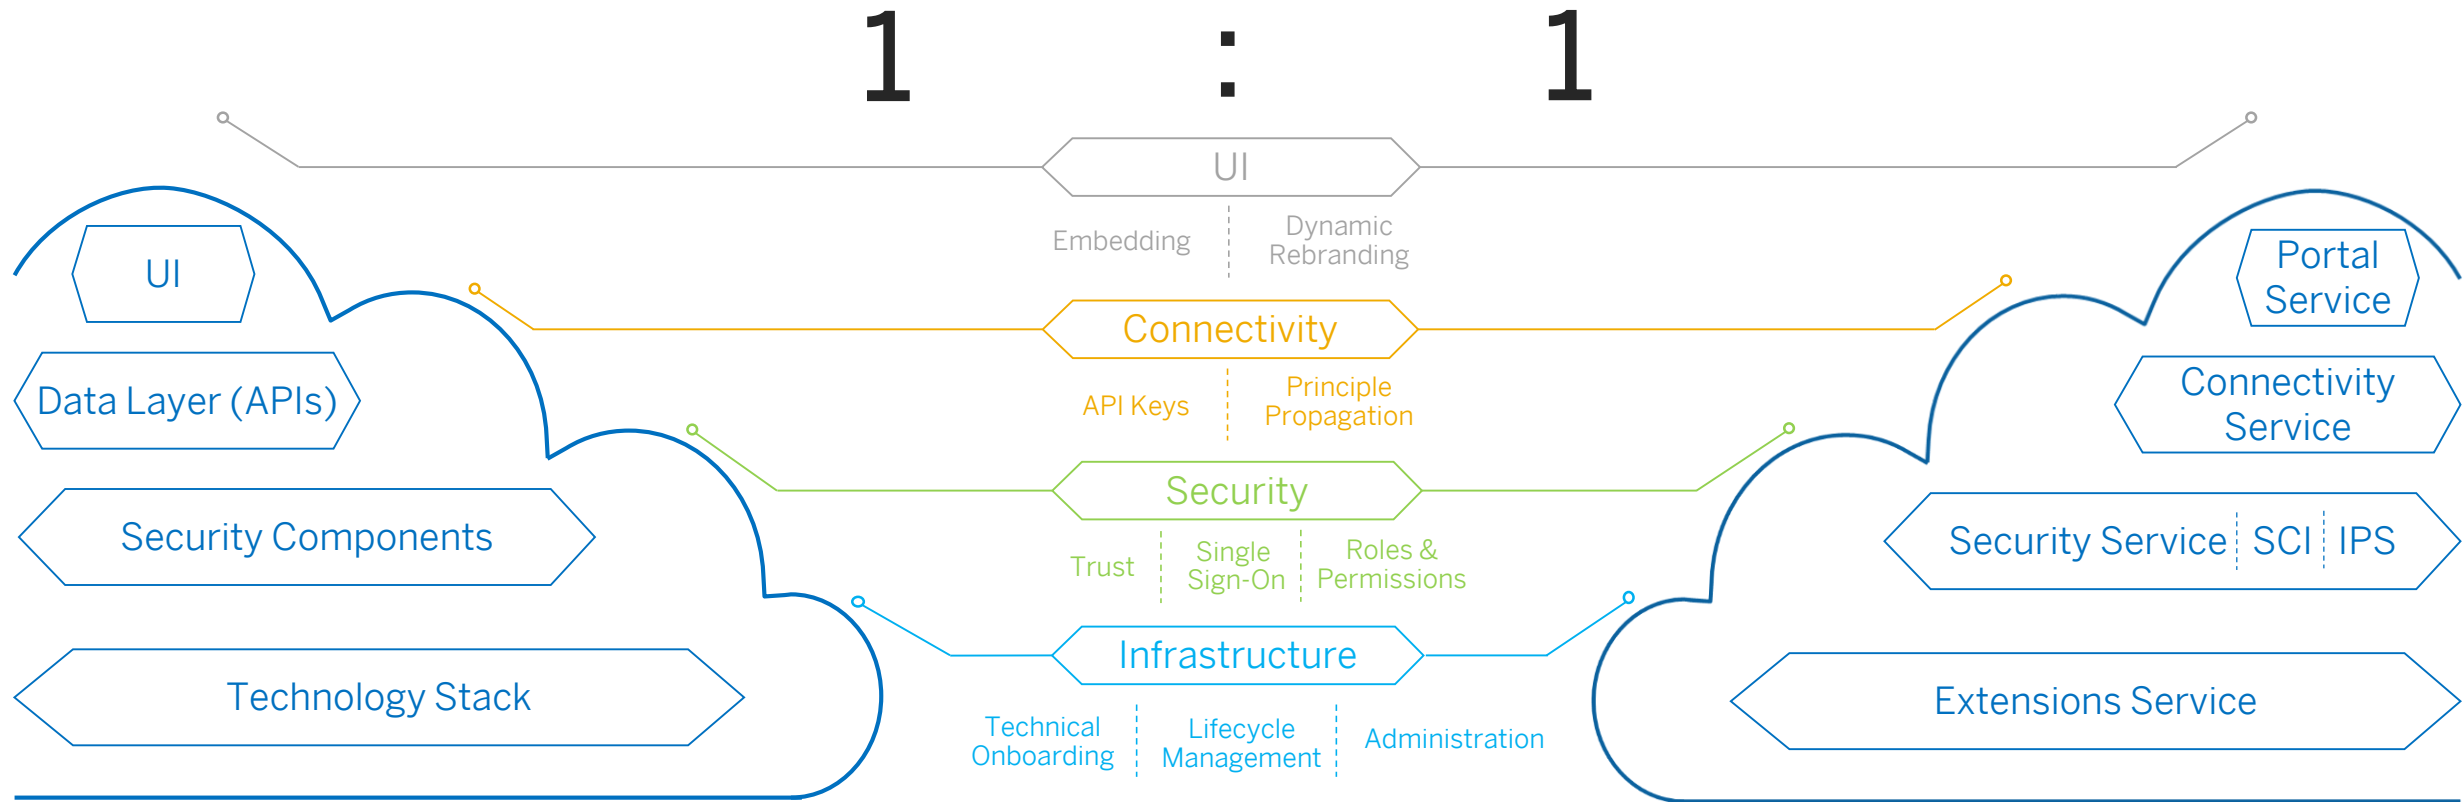 1 : 1
UI
Embedding
Dynamic
Rebranding
UI
Portal
Service
Connectivity
API Keys
Principle
Propagation
Data Layer (APIs)
Connectivity
Service
Security
Trust
Single
Sign-On
Roles &
Permissions
Security Components
Security Service
SCI
IPS
Infrastructure
Technical
Onboarding
Lifecycle
Management
Administration
Technology Stack
Extensions Service